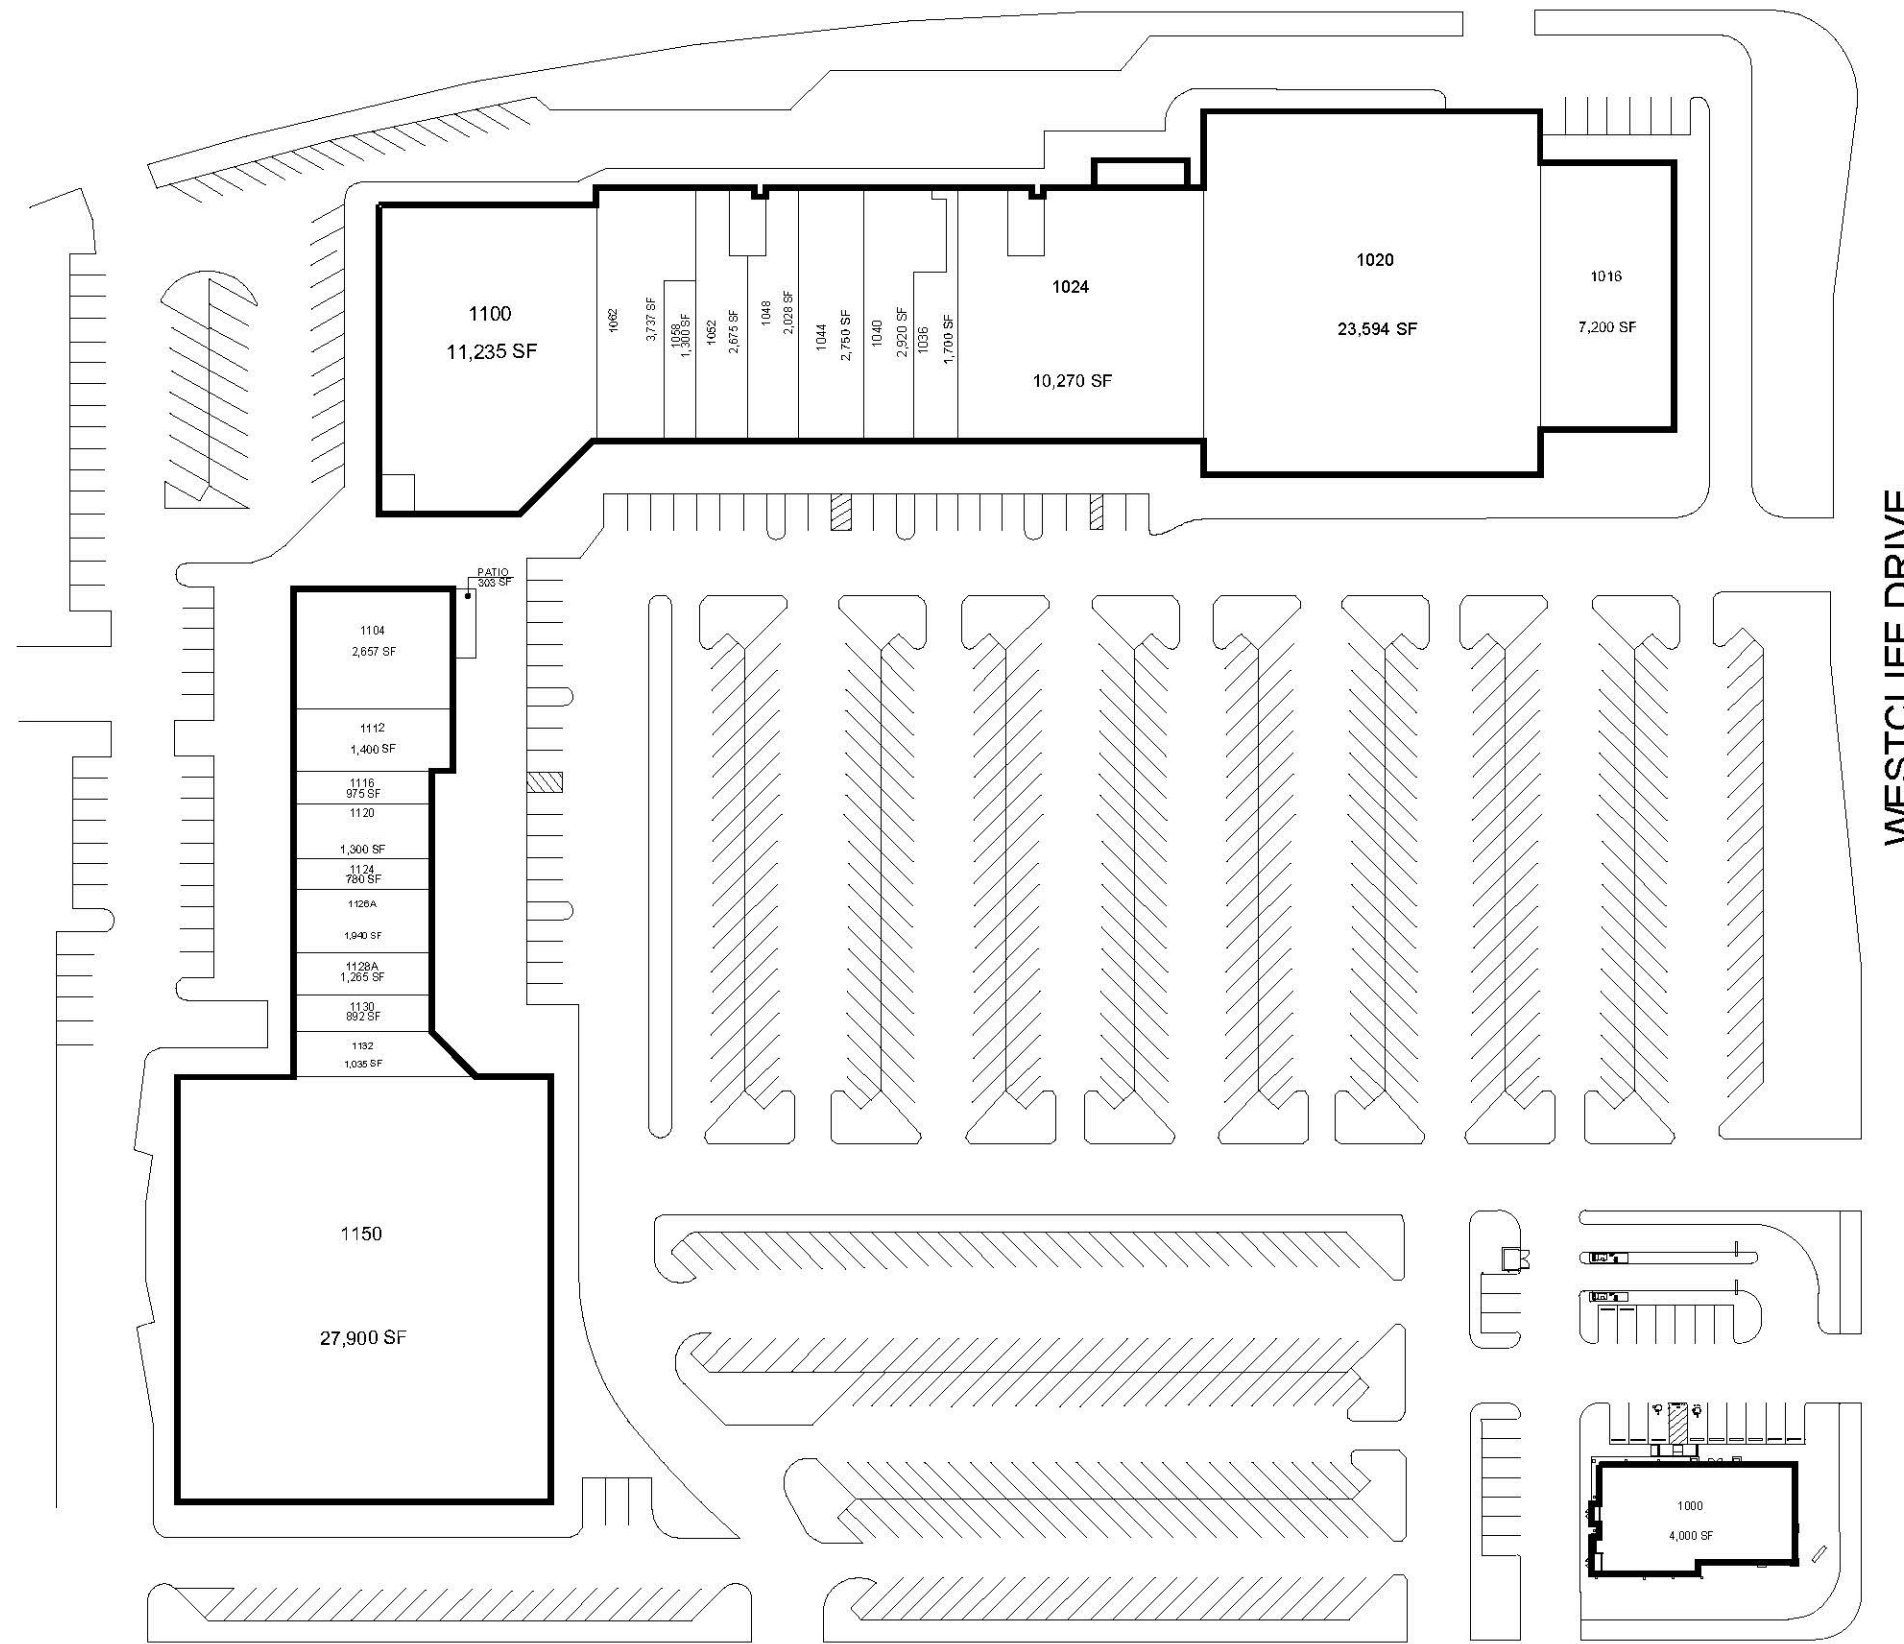 1020
23,594 SF
1016
7,200 SF
1024
10,270 SF
1100
11,235 SF
1062
3,737 SF
1058
1,300 SF
1052
2,675 SF
1048
2,028 SF
1044
2,750 SF
1040
2,920 SF
1036
1,700 SF
WESTCLIFF DRIVE
PATIO
303 SF
1104
2,657 SF
1112
1,400 SF
1116
975 SF
1120
1,300 SF
1124
780 SF
1126A
1,940 SF
1128A
1,265 SF
1130
892 SF
1132
1,035 SF
1150
27,900 SF
1000
4,000 SF